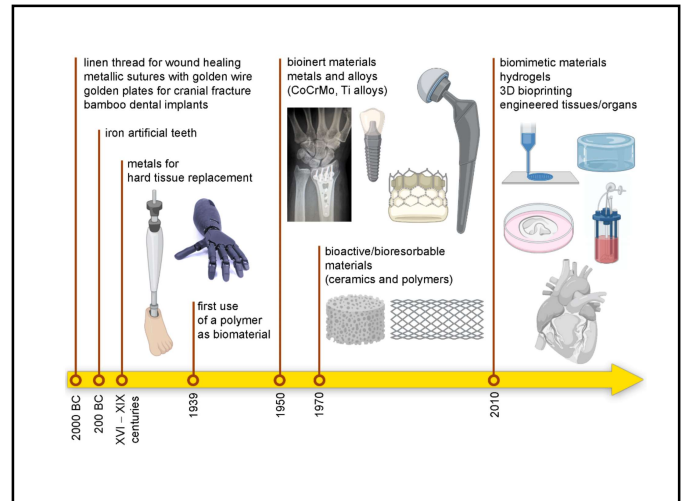 linen thread for wound healing
metallic sutures with golden wire
golden plates for cranial fracture
bamboo dental implants
iron artificial teeth
metals for
hard tissue replacement
first use
of a polymer
as biomaterial
bioinert materials
metals and alloys
(CoCrMo, Ti alloys)
bioactive/bioresorbable
materials
(ceramics and polymers)
biomimetic materials
hydrogels
3D bioprinting
engineered tissues/organs
2000 BC
200 BC
XVI – XIX
centuries
1939
1950
1970
2010